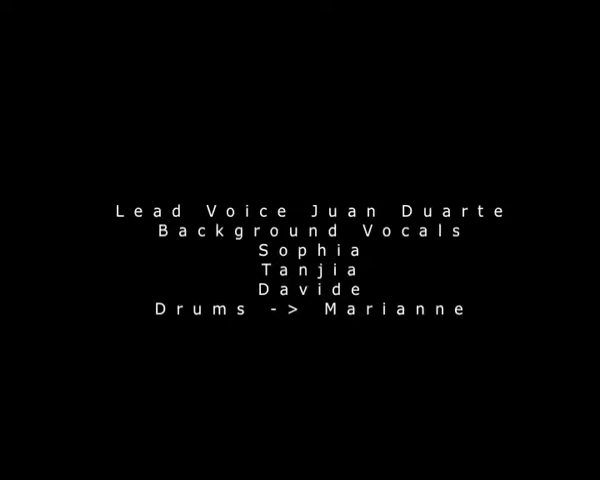 Lead Voice Juan Duarte
Background Vocals
Sophia
Tanjia
Davide
Drums -> Marianne